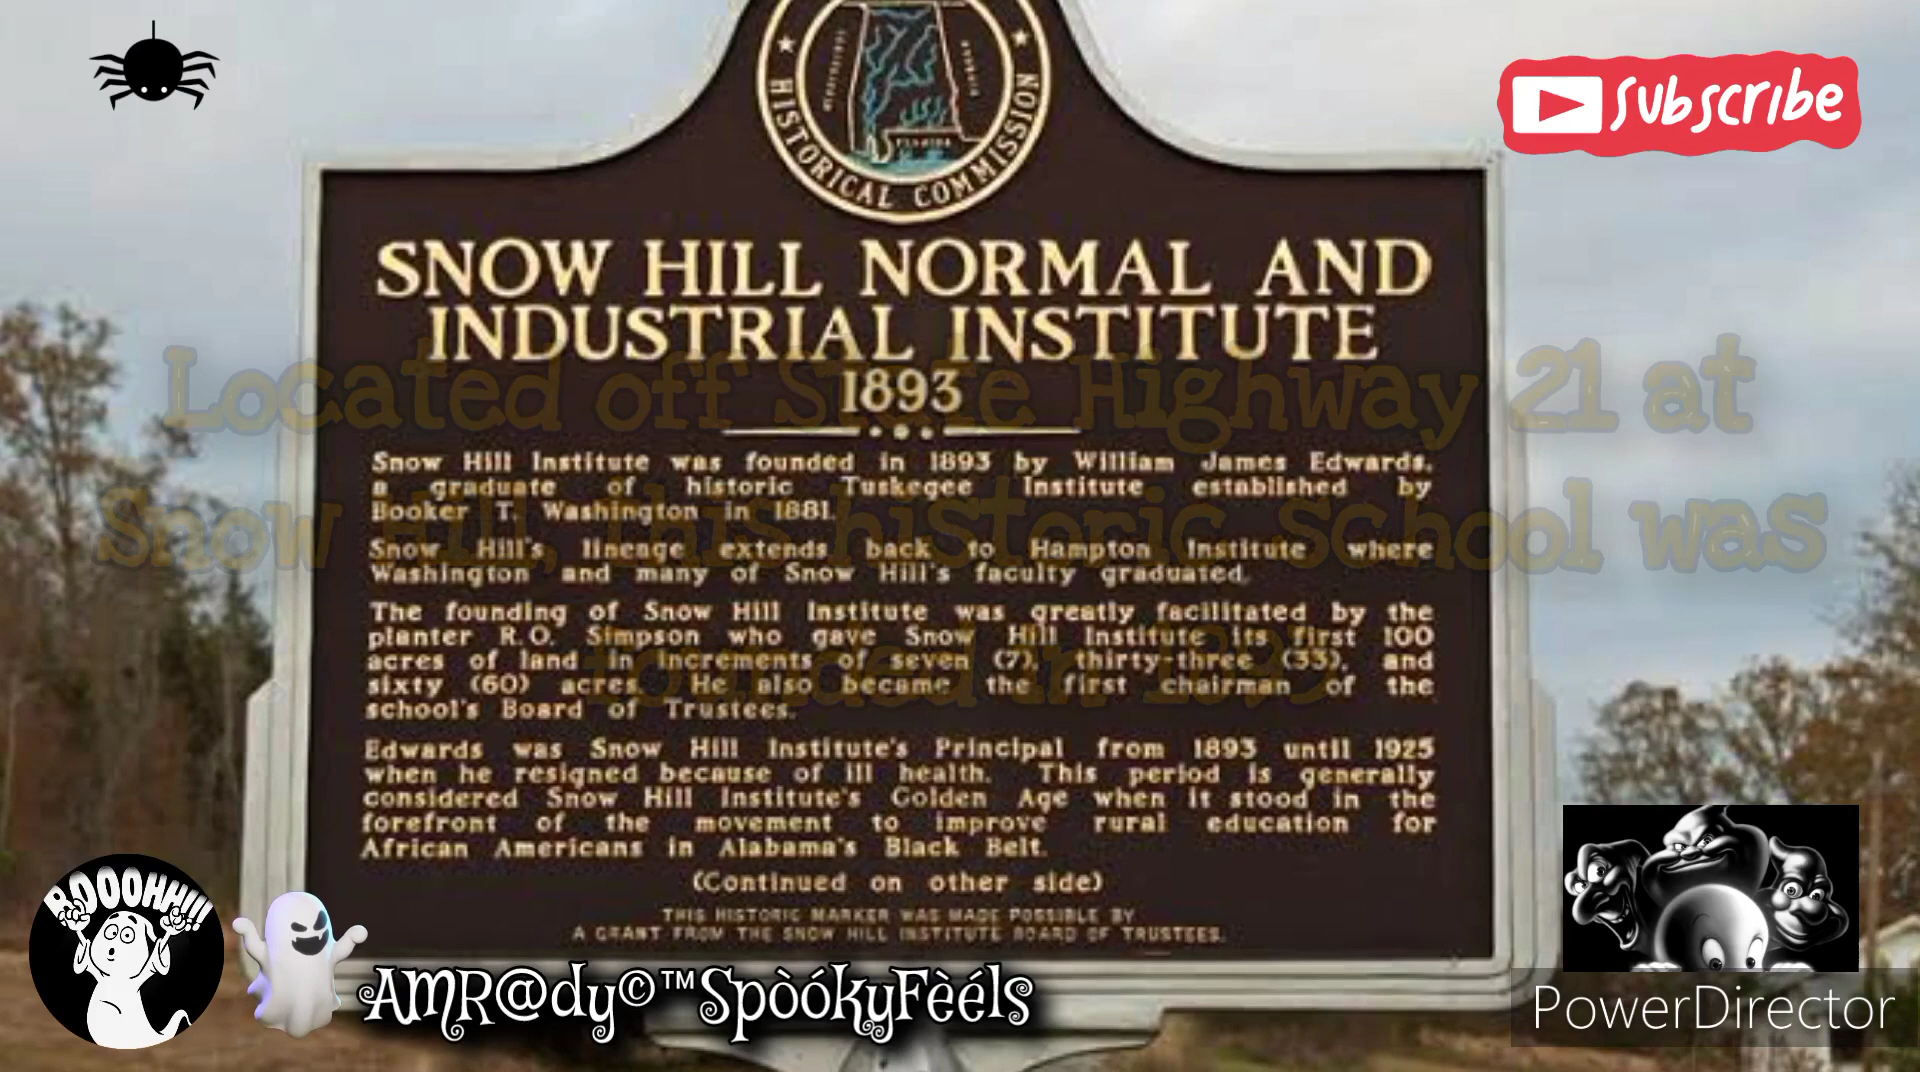 HISTORICAL COMMISSION
FLORIDA
subscribe
SNOW HILL NORMAL AND
INDUSTRIAL INSTITUTE
1893
Located off State Highway 21 at
Snow Hill, this historic school was
founded in 1893
Snow Hill Institute was founded in 1893 by William James Edwards,
a graduate of historic Tuskegee Institute established by
Booker T. Washington in 1881.
Snow Hill's lineage extends back to Hampton Institute where
Washington and many of Snow Hill's faculty graduated.
The founding of Snow Hill Institute was greatly facilitated by the
planter R.O. Simpson who gave Snow Hill Institute its first 100
acres of land in increments of seven (7), thirty-three (33), and
sixty (60) acres. He also became the first chairman of the
school's Board of Trustees.
Edwards was Snow Hill Institute's Principal from 1893 until 1925
when he resigned because of ill health. This period is generally
considered Snow Hill Institute's Golden Age when it stood in the
forefront of the movement to improve rural education for
African Americans in Alabama's Black Belt.
(Continued on other side)
THIS HISTORIC MARKER WAS MADE POSSIBLE BY
A GRANT FROM THE SNOW HILL INSTITUTE BOARD OF TRUSTEES.
BOOOHH!!!
AMR@dy©™SpòókyFèéls
PowerDirector